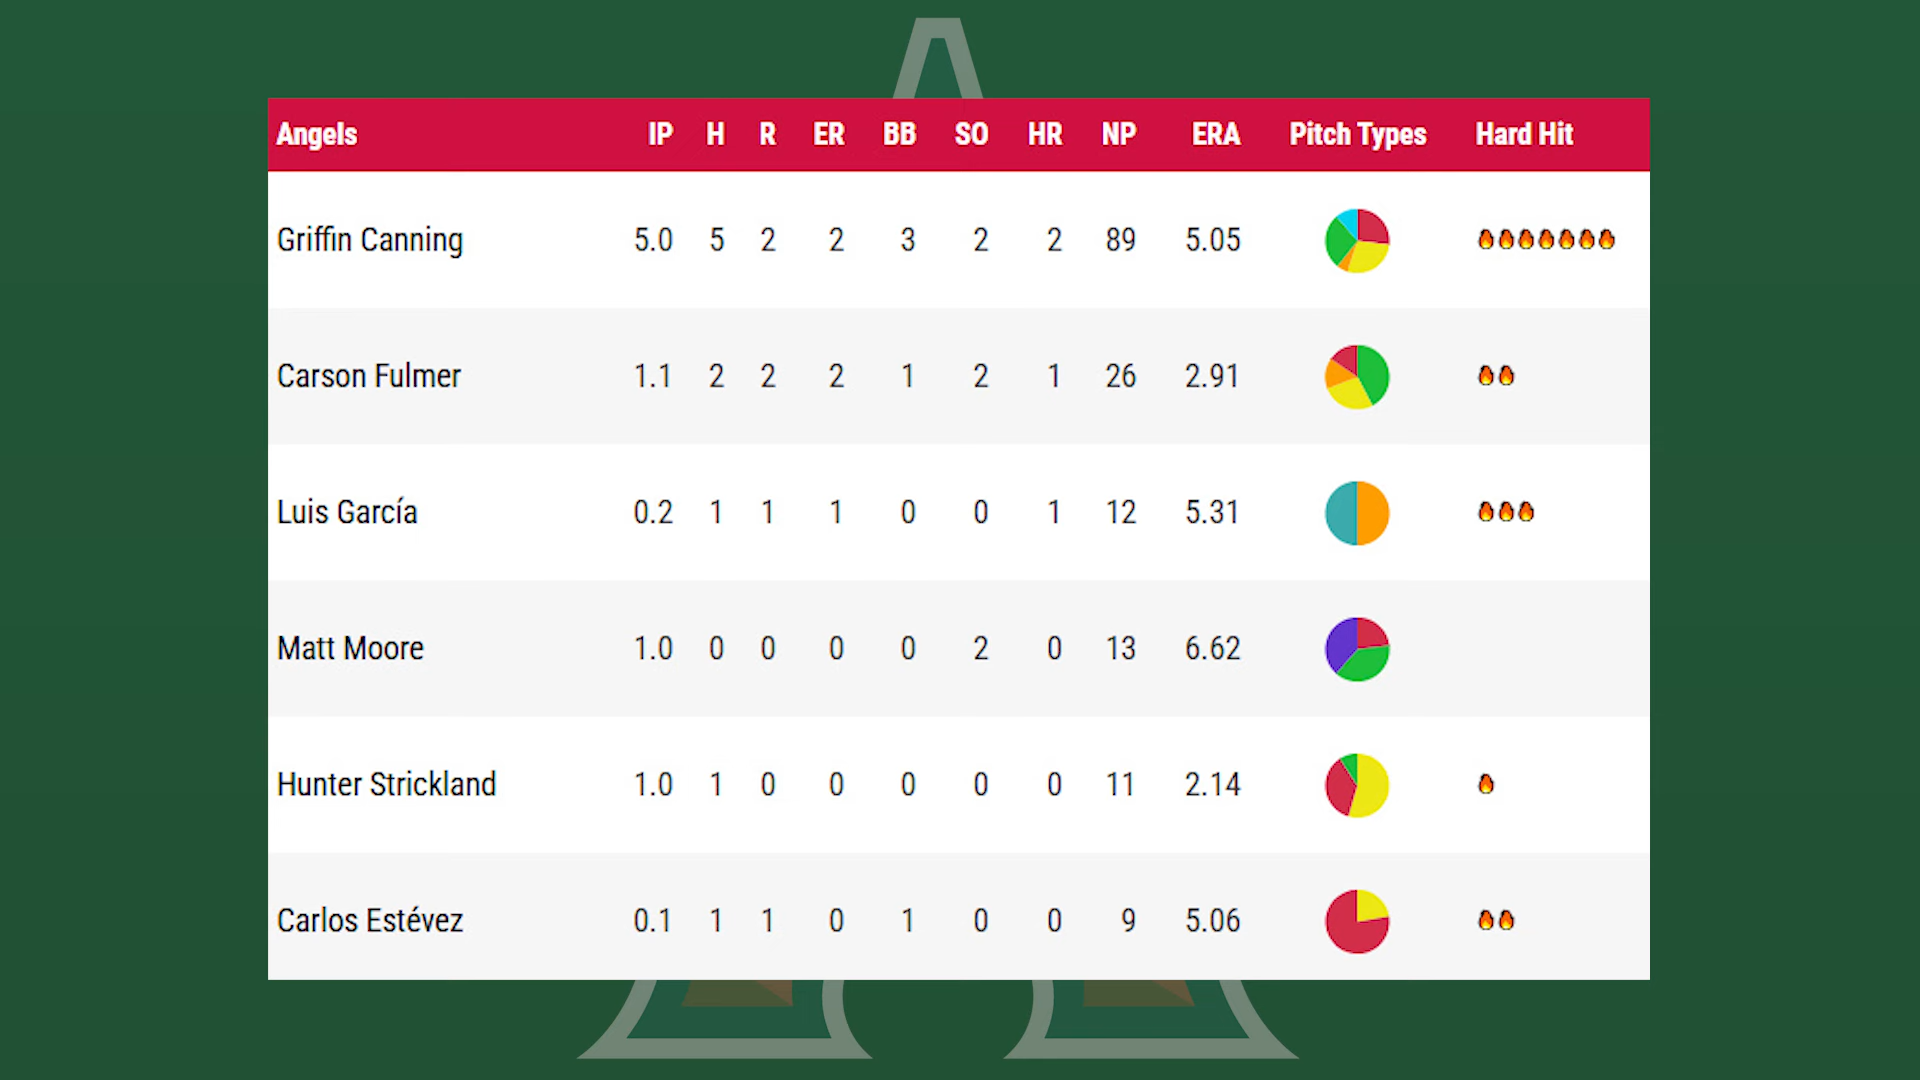 Angels IP H R ER BB SO HR NP ERA Pitch Types Hard Hit
Griffin Canning 5.0 5 2 2 3 2 2 89 5.05
Carson Fulmer 1.1 2 2 2 1 2 1 26 2.91
Luis García 0.2 1 1 1 0 0 1 12 5.31
Matt Moore 1.0 0 0 0 0 2 0 13 6.62
Hunter Strickland 1.0 1 0 0 0 0 0 11 2.14
Carlos Estévez 0.1 1 1 0 1 0 0 9 5.06